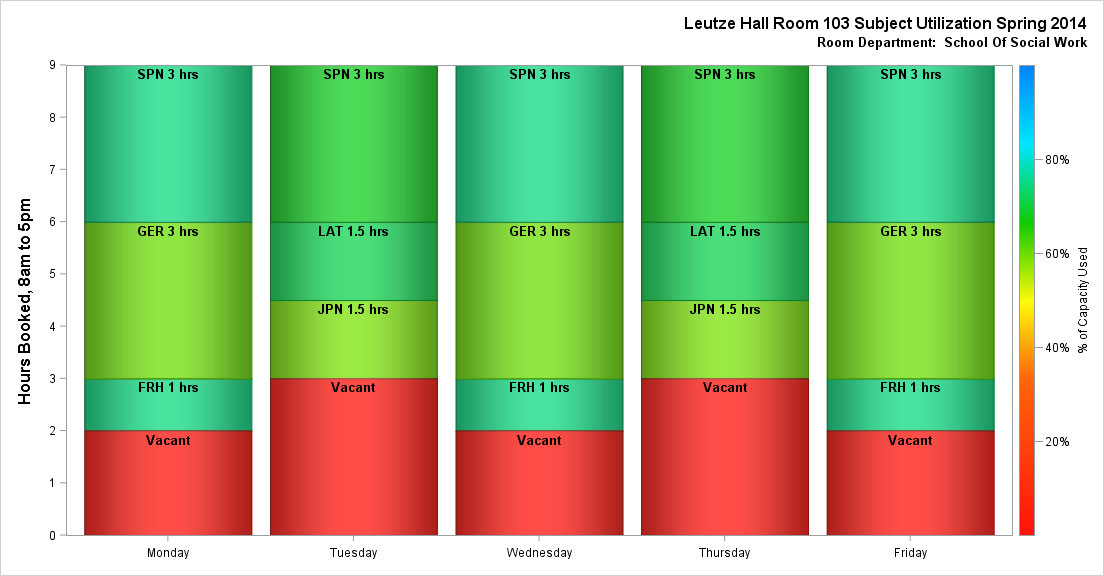 Leutze Hall Room 103 Subject Utilization Spring 2014
Room Department:  School Of Social Work
Hours Booked, 8am to 5pm
9
8
7
6
5
4
3
2
1
0
SPN 3 hrs
GER 3 hrs
FRH 1 hrs
Vacant
SPN 3 hrs
LAT 1.5 hrs
JPN 1.5 hrs
Vacant
SPN 3 hrs
GER 3 hrs
FRH 1 hrs
Vacant
SPN 3 hrs
LAT 1.5 hrs
JPN 1.5 hrs
Vacant
SPN 3 hrs
GER 3 hrs
FRH 1 hrs
Vacant
Monday
Tuesday
Wednesday
Thursday
Friday
80%
60%
40%
20%
% of Capacity Used